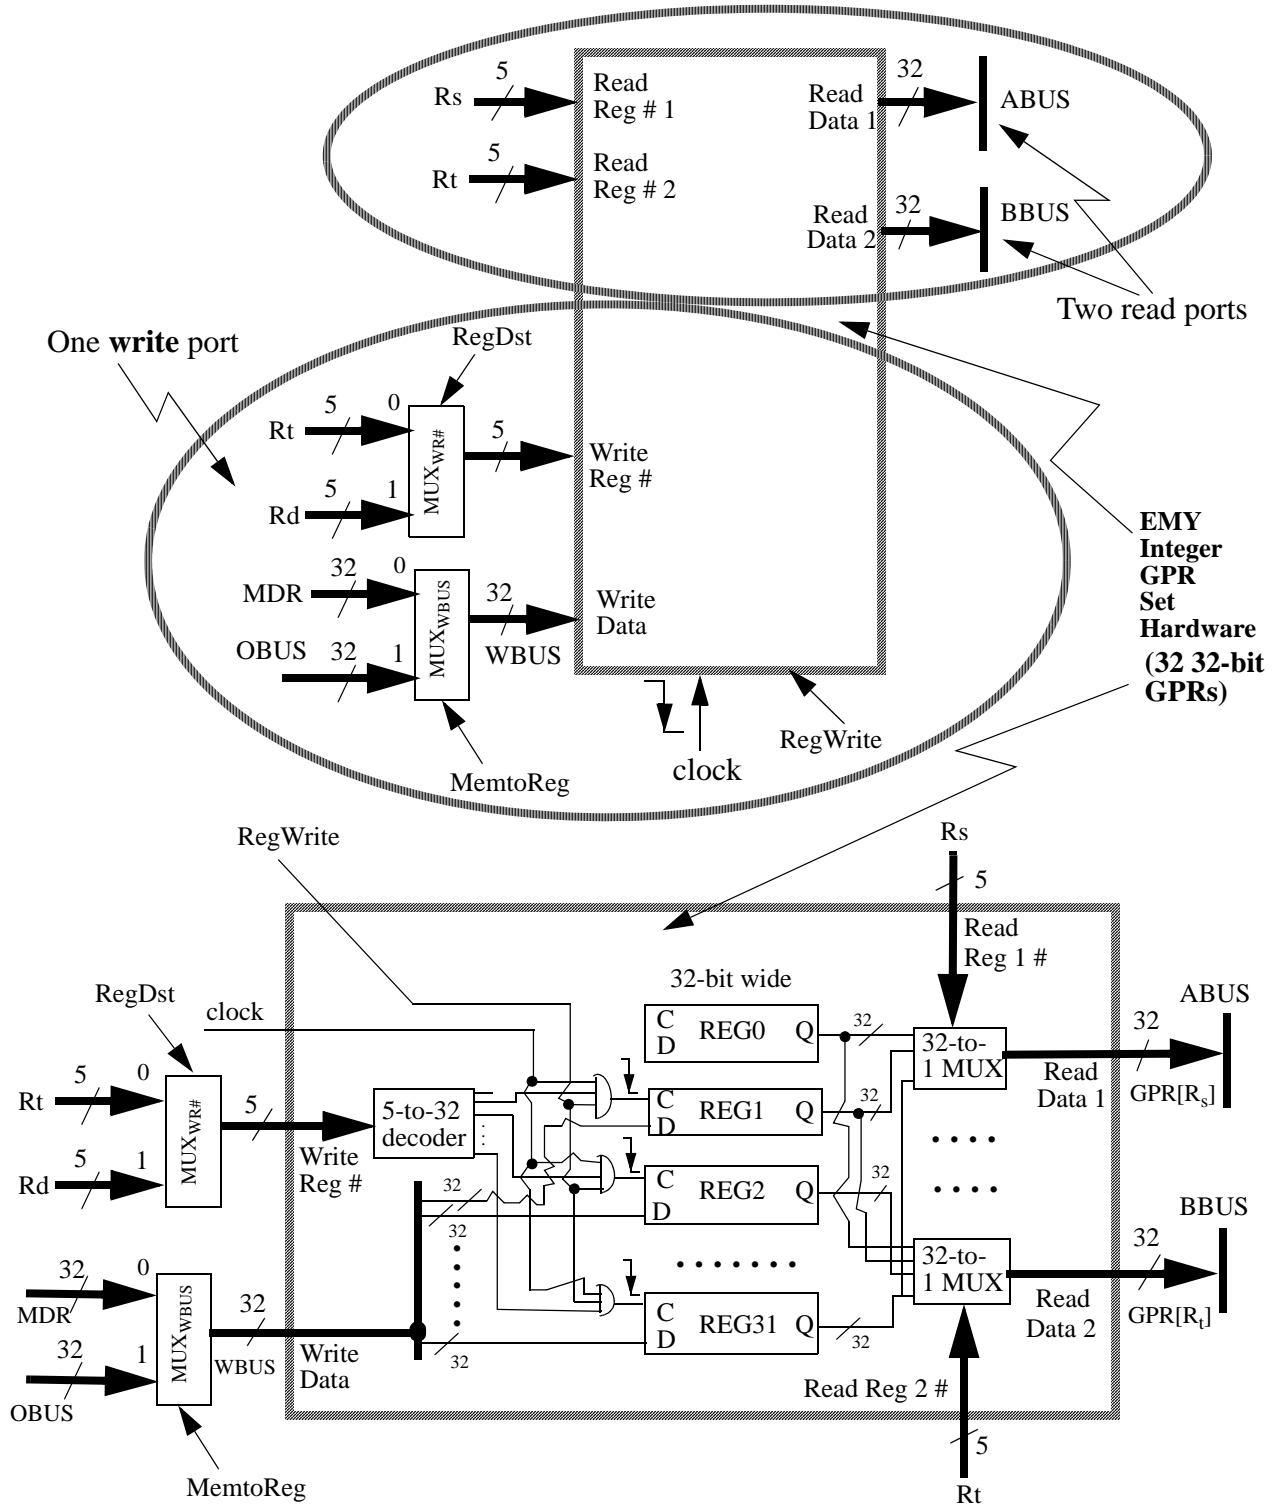 Rs
5
Read
Reg # 1
Read
Data 1
32
ABUS
Rt
5
Read
Reg # 2
Read
Data 2
32
BBUS
Two read ports
One write port
RegDst
Rt
5
0
Rd
5
1
MUXWR#
5
Write
Reg #
MDR
32
0
OBUS
32
1
MUXWBUS
32
WBUS
Write
Data
MemtoReg
clock
RegWrite
EMY
Integer
GPR
Set
Hardware
(32 32-bit
GPRs)
RegWrite
Rs
5
Read
Reg 1 #
32-bit wide
RegDst
clock
C
D
REG0
Q
32
32-to-
1 MUX
32
ABUS
Read
Data 1
GPR[Rs]
Rt
5
0
Rd
5
1
MUXWR#
5
Write
Reg #
5-to-32
decoder
C
D
REG1
Q
32
C
D
REG2
Q
32
32
32
32-to-
1 MUX
32
BBUS
Read
Data 2
GPR[Rt]
C
D
REG31
Q
32
32
MDR
32
0
OBUS
32
1
MUXWBUS
32
WBUS
Write
Data
MemtoReg
Read Reg 2 #
5
Rt